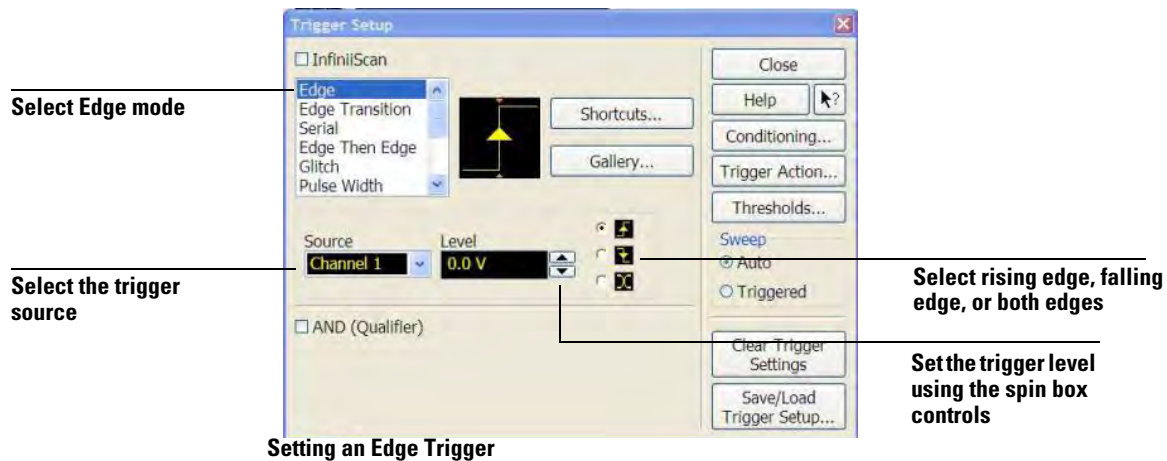 Trigger Setup
InfiniiScan
Edge
Edge Transition
Serial
Edge Then Edge
Glitch
Pulse Width
Shortcuts...
Gallery...
Source
Level
Channel 1
0.0 V
AND (Qualifier)
Close
Help
?
Conditioning...
Trigger Action...
Thresholds...
Sweep
Auto
Triggered
Clear Trigger
Settings
Save/Load
Trigger Setup...
Select Edge mode
Select the trigger
source
Select rising edge, falling
edge, or both edges
Set the trigger level
using the spin box
controls
Setting an Edge Trigger